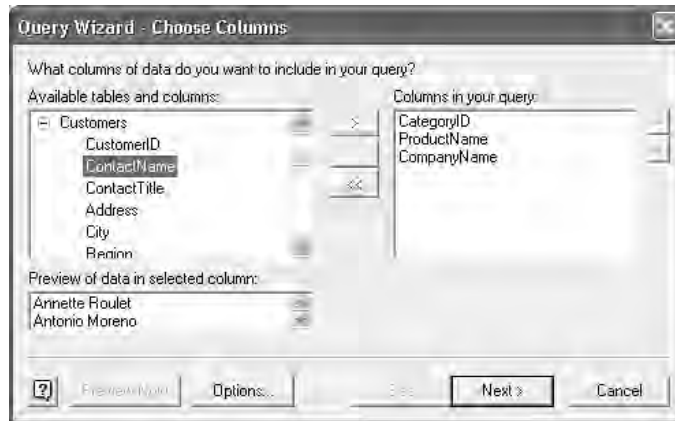 Query Wizard - Choose Columns
What columns of data do you want to include in your query?
Available tables and columns:
Columns in your query:
Customers
CustomerID
ContactName
ContactTitle
Address
City
Region
CategoryID
ProductName
CompanyName
>
<<
Preview of data in selected column:
Annette Roulet
Antonio Moreno
Preview Now
Options...
Next >
Cancel